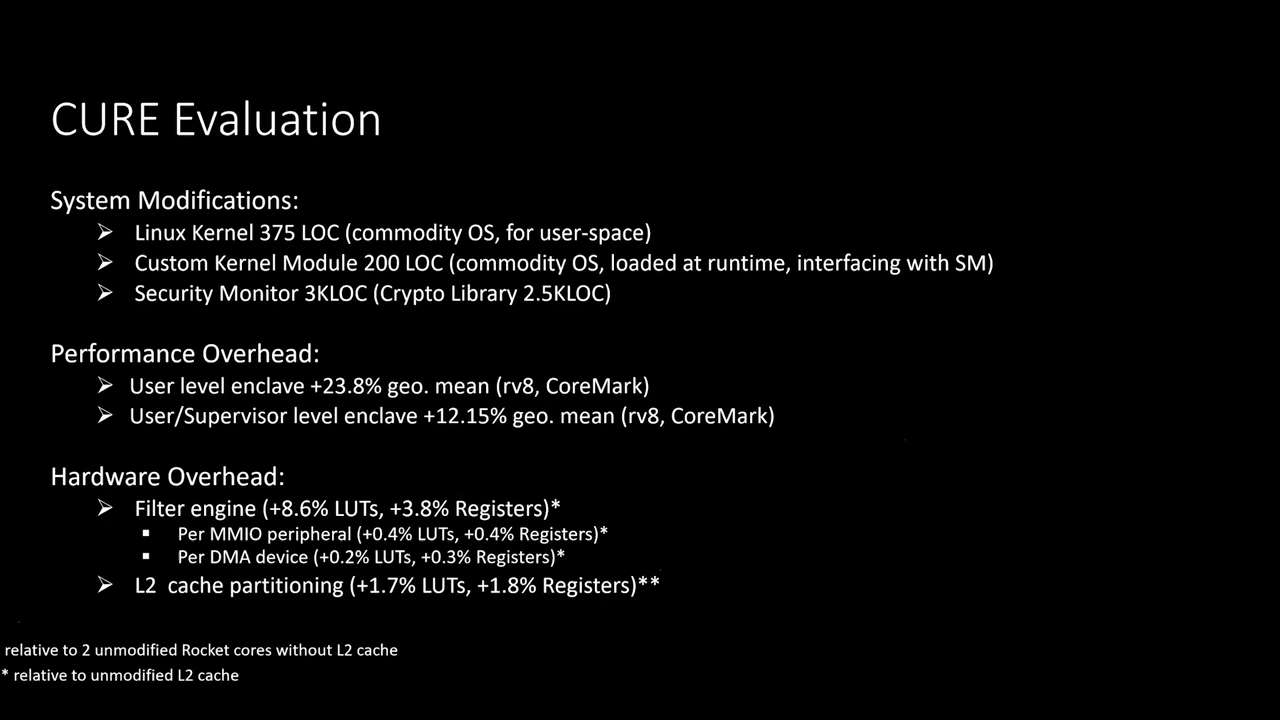 CURE Evaluation
System Modifications:
Linux Kernel 375 LOC (commodity OS, for user-space)
Custom Kernel Module 200 LOC (commodity OS, loaded at runtime, interfacing with SM)
Security Monitor 3KLOC (Crypto Library 2.5KLOC)
Performance Overhead:
User level enclave +23.8% geo. mean (rv8, CoreMark)
User/Supervisor level enclave +12.15% geo. mean (rv8, CoreMark)
Hardware Overhead:
Filter engine (+8.6% LUTs, +3.8% Registers)*
Per MMIO peripheral (+0.4% LUTs, +0.4% Registers)*
Per DMA device (+0.2% LUTs, +0.3% Registers)*
L2 cache partitioning (+1.7% LUTs, +1.8% Registers)**
relative to 2 unmodified Rocket cores without L2 cache
* relative to unmodified L2 cache